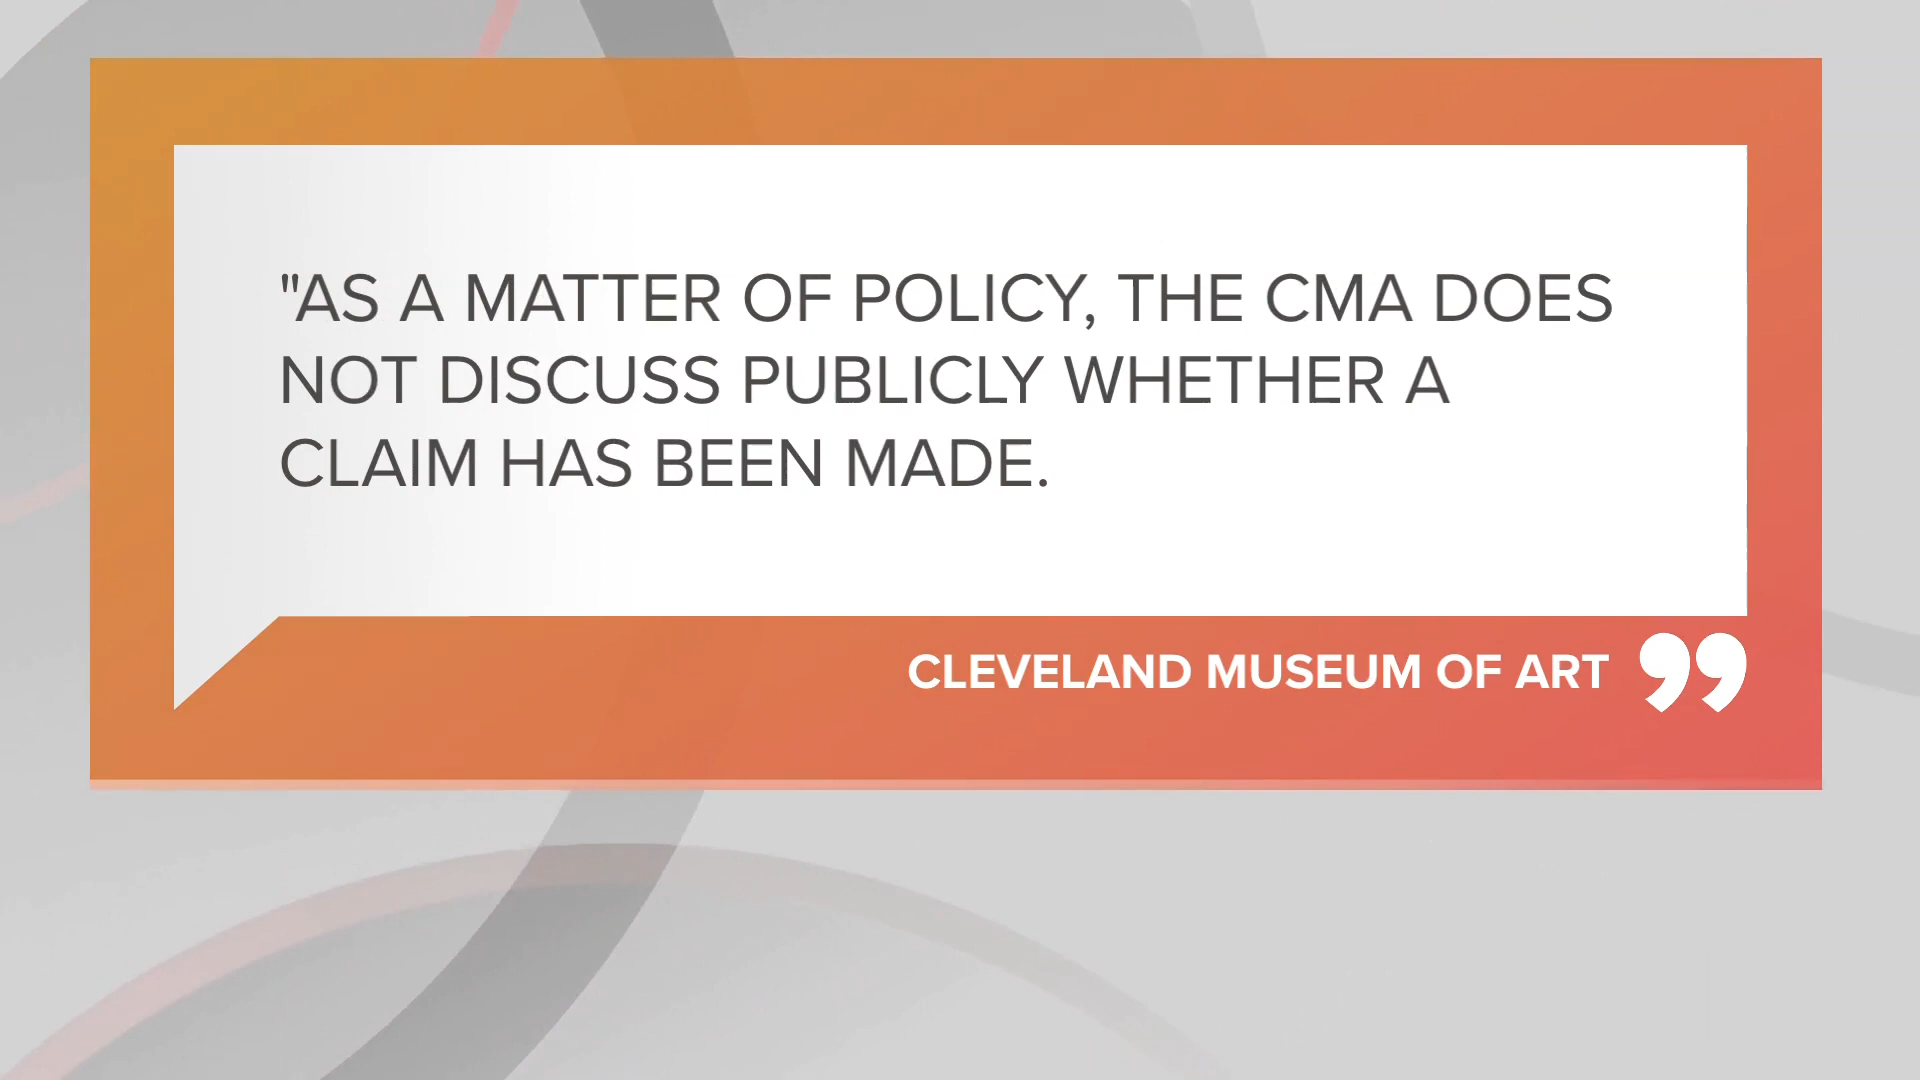 "AS A MATTER OF POLICY, THE CMA DOES
NOT DISCUSS PUBLICLY WHETHER A
CLAIM HAS BEEN MADE.
CLEVELAND MUSEUM OF ART ”